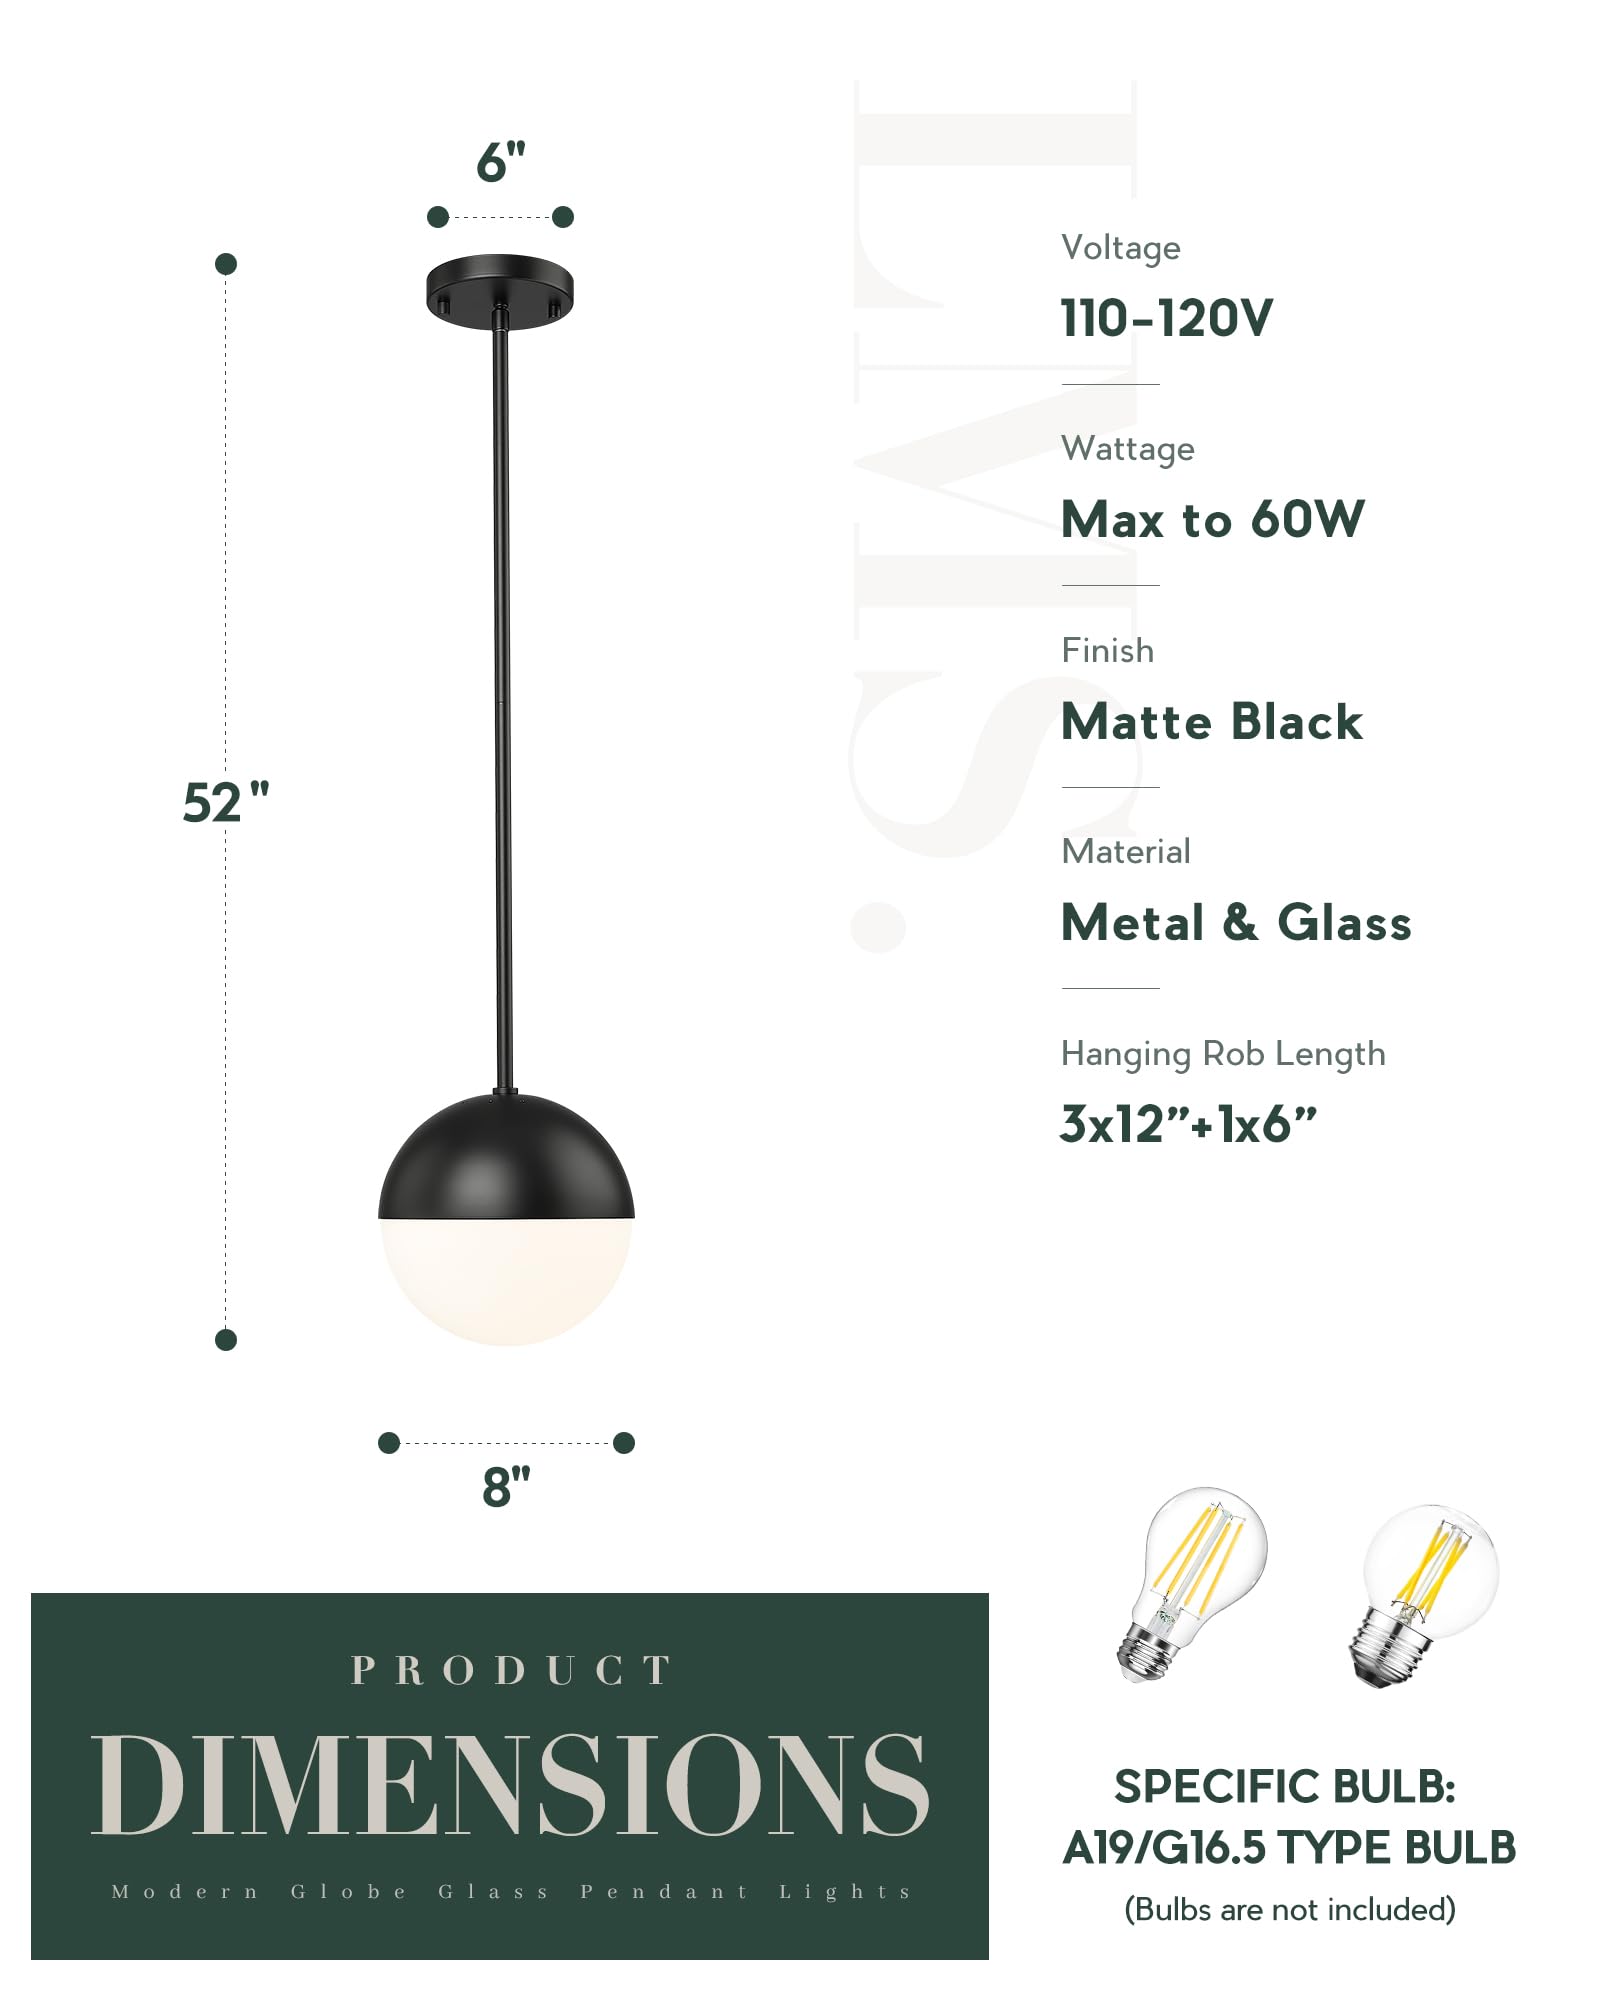 6"
52"
8"
Voltage
110-120V
Wattage
Max to 60W
Finish
Matte Black
Material
Metal & Glass
Hanging Rob Length
3x12”+1x6”
LMS.
PRODUCT
DIMENSIONS
Modern Globe Glass Pendant Lights
SPECIFIC BULB:
A19/G16.5 TYPE BULB
(Bulbs are not included)